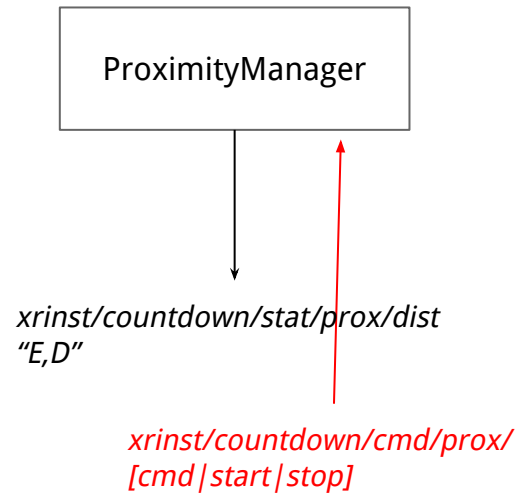 ProximityManager
xrinst/countdown/stat/prox/dist
“E,D”
xrinst/countdown/cmd/prox/
[cmd|start|stop]